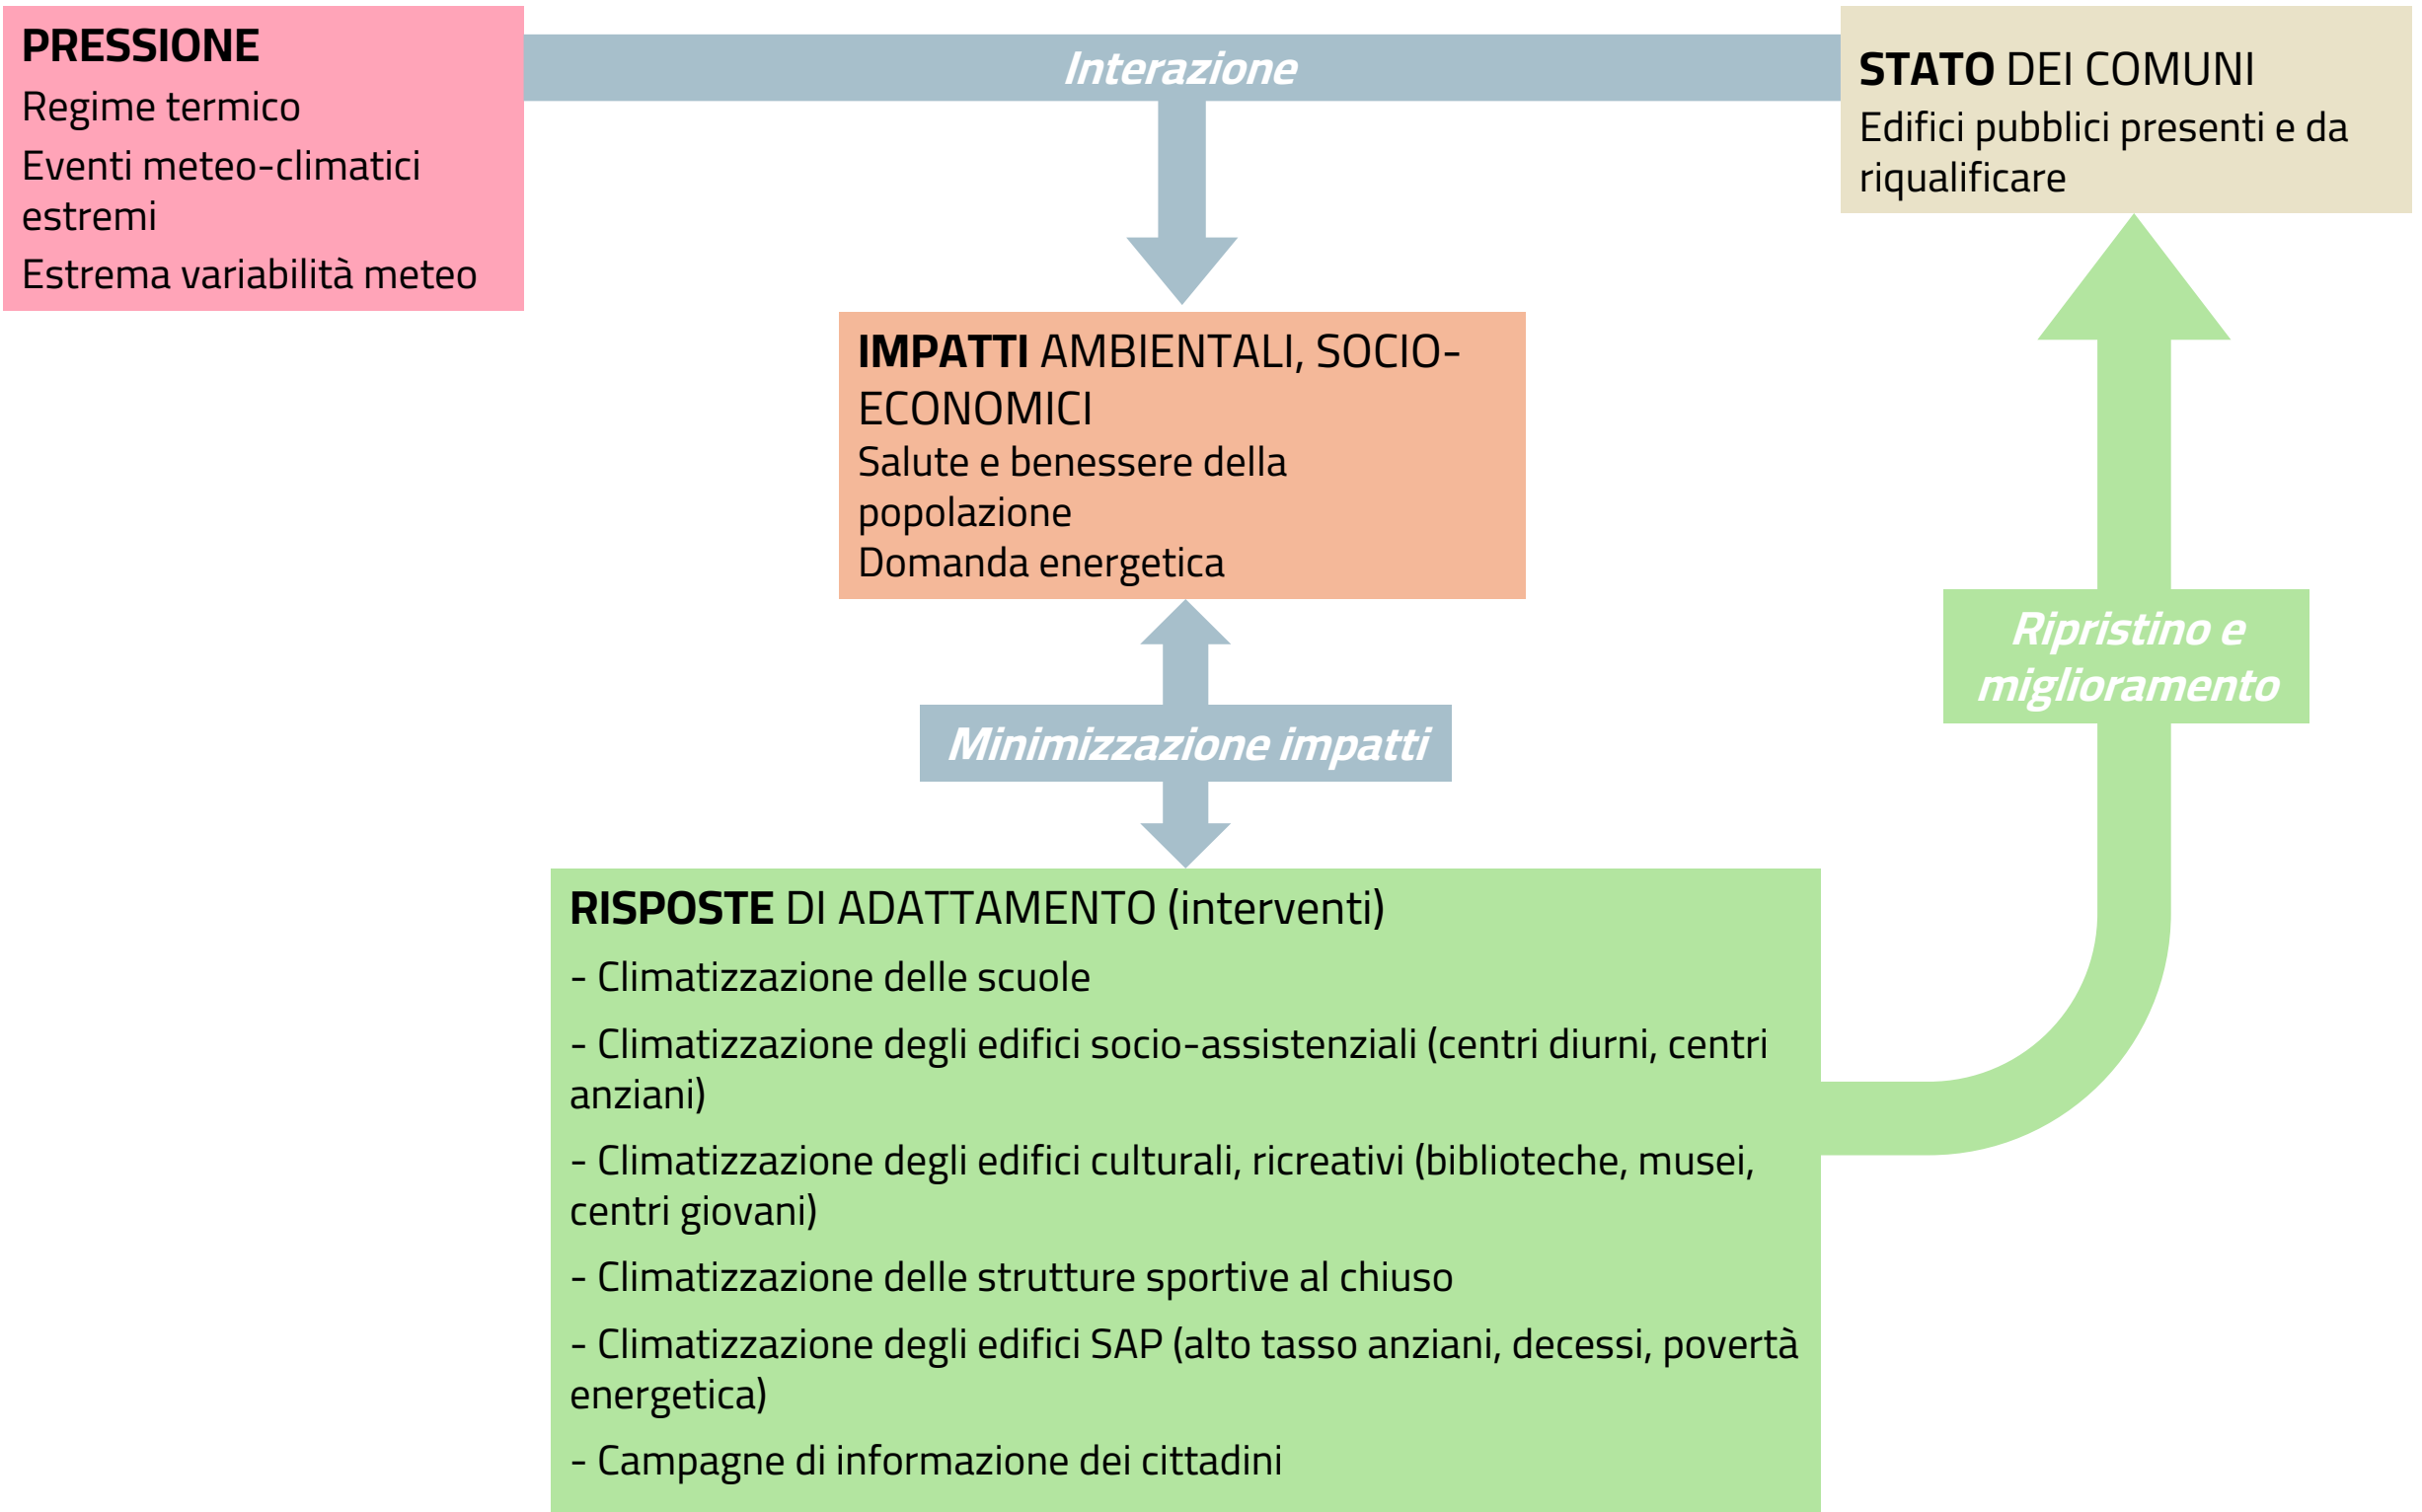 PRESSIONE
Regime termico
Eventi meteo-climatici
estremi
Estrema variabilità meteo
Interazione
STATO DEI COMUNI
Edifici pubblici presenti e da
riqualificare
IMPATTI AMBIENTALI, SOCIO-
ECONOMICI
Salute e benessere della
popolazione
Domanda energetica
Ripristino e
miglioramento
Minimizzazione impatti
RISPOSTE DI ADATTAMENTO (interventi)
- Climatizzazione delle scuole
- Climatizzazione degli edifici socio-assistenziali (centri diurni, centri
anziani)
- Climatizzazione degli edifici culturali, ricreativi (biblioteche, musei,
centri giovani)
- Climatizzazione delle strutture sportive al chiuso
- Climatizzazione degli edifici SAP (alto tasso anziani, decessi, povertà
energetica)
- Campagne di informazione dei cittadini